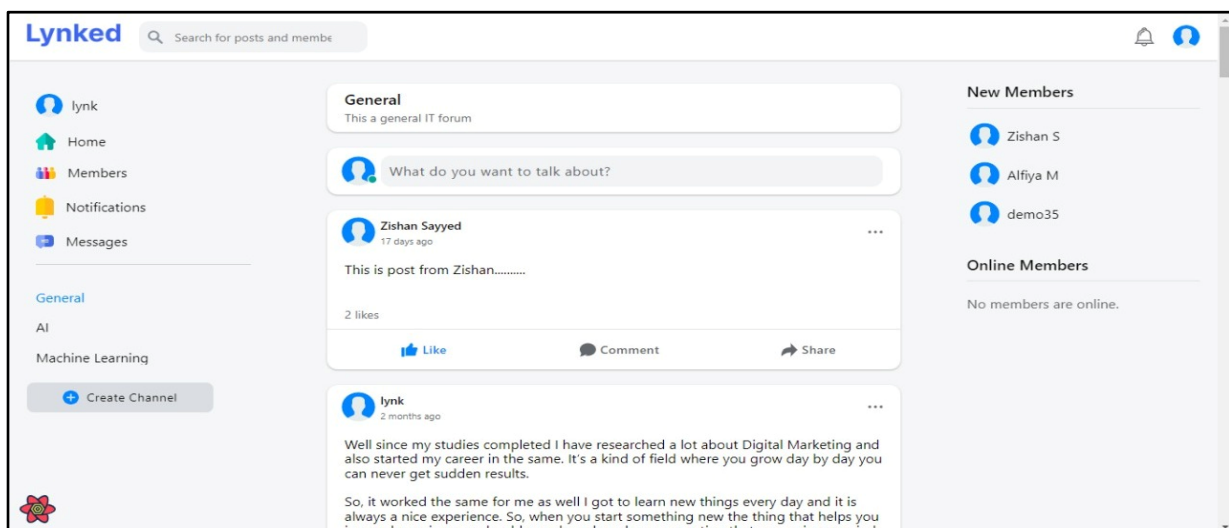 Lynked
Search for posts and membe
lynk
Home
Members
Notifications
Messages
General
AI
Machine Learning
Create Channel
General
This a general IT forum
What do you want to talk about?
Zishan Sayyed
17 days ago
This is post from Zishan..........
2 likes
Like
Comment
Share
lynk
2 months ago
Well since my studies completed I have researched a lot about Digital Marketing and
also started my career in the same. It's a kind of field where you grow day by day you
can never get sudden results.
So, it worked the same for me as well I got to learn new things every day and it is
always a nice experience. So, when you start something new the thing that helps you
New Members
Zishan S
Alfiya M
demo35
Online Members
No members are online.